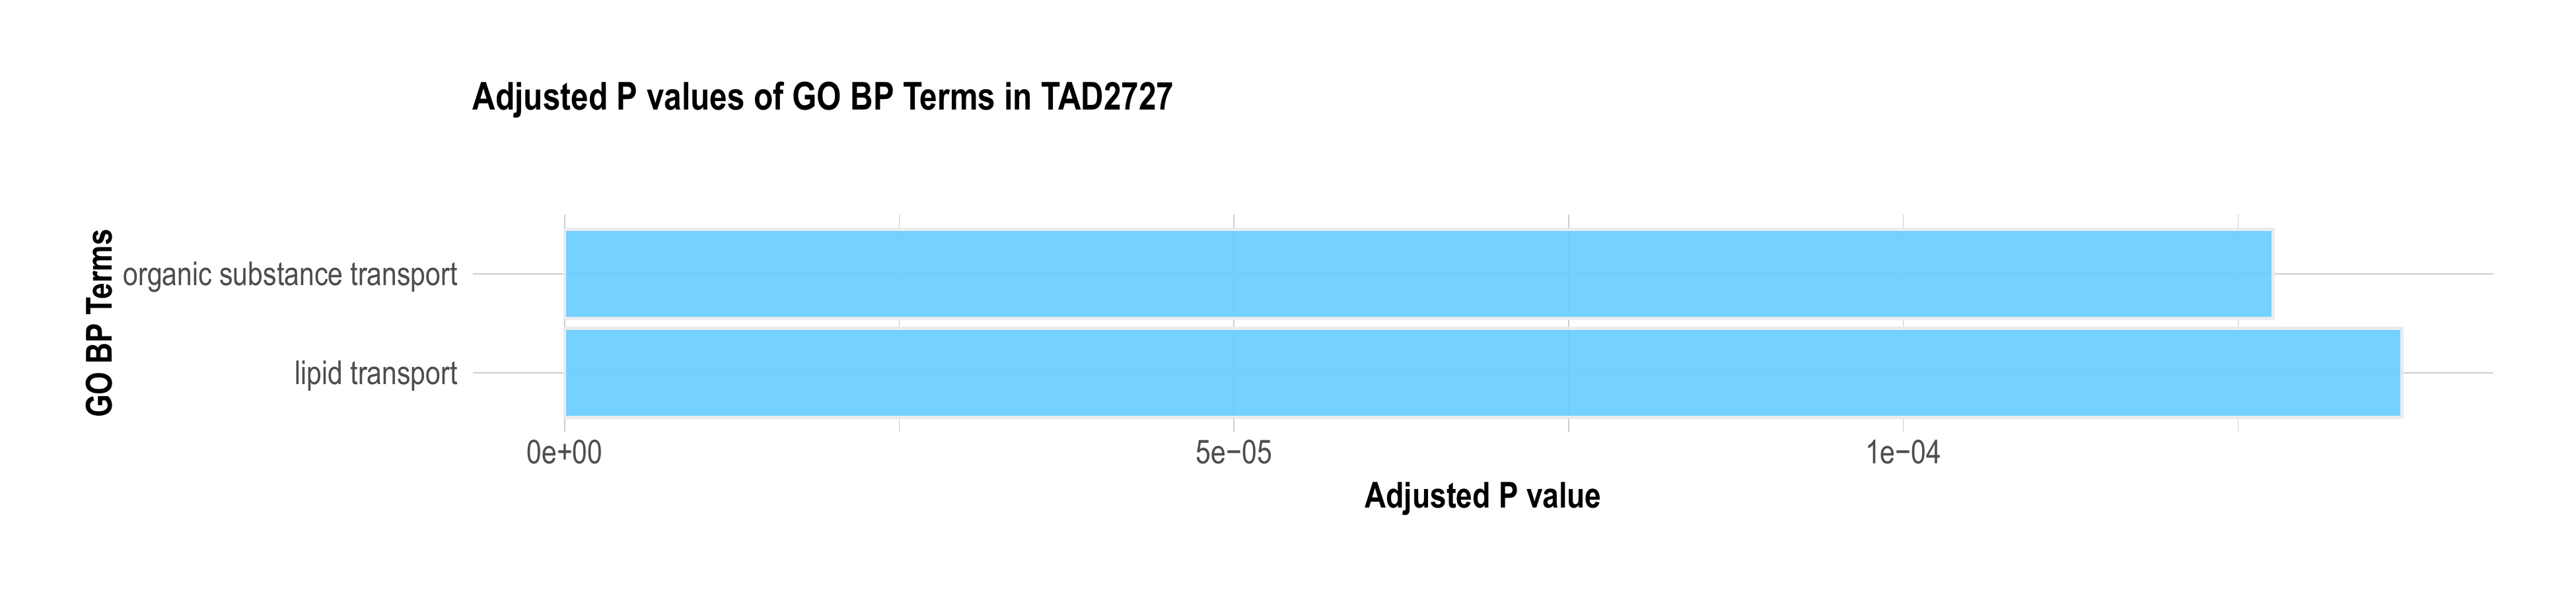 Adjusted P values of GO BP Terms in TAD2727
GO BP Terms
organic substance transport
lipid transport
0e+00 5e−05 1e−04
Adjusted P value